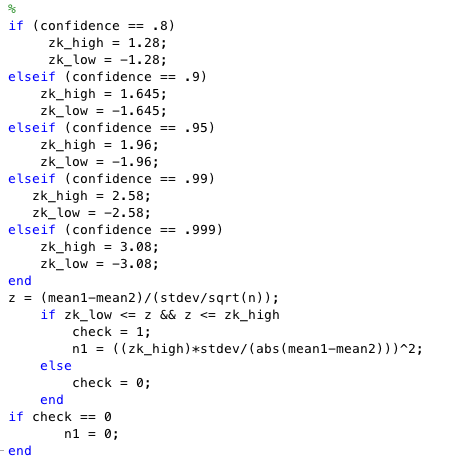 %
if (confidence == .8)
     zk_high = 1.28;
     zk_low = -1.28;
elseif (confidence == .9)
    zk_high = 1.645;
    zk_low = -1.645;
elseif (confidence == .95)
    zk_high = 1.96;
    zk_low = -1.96;
elseif (confidence == .99)
   zk_high = 2.58;
   zk_low = -2.58;
elseif (confidence == .999)
    zk_high = 3.08;
    zk_low = -3.08;
end
z = (mean1-mean2)/(stdev/sqrt(n));
    if zk_low <= z && z <= zk_high
        check = 1;
        n1 = ((zk_high)*stdev/(abs(mean1-mean2)))^2;
    else
        check = 0;
    end
if check == 0
       n1 = 0;
end